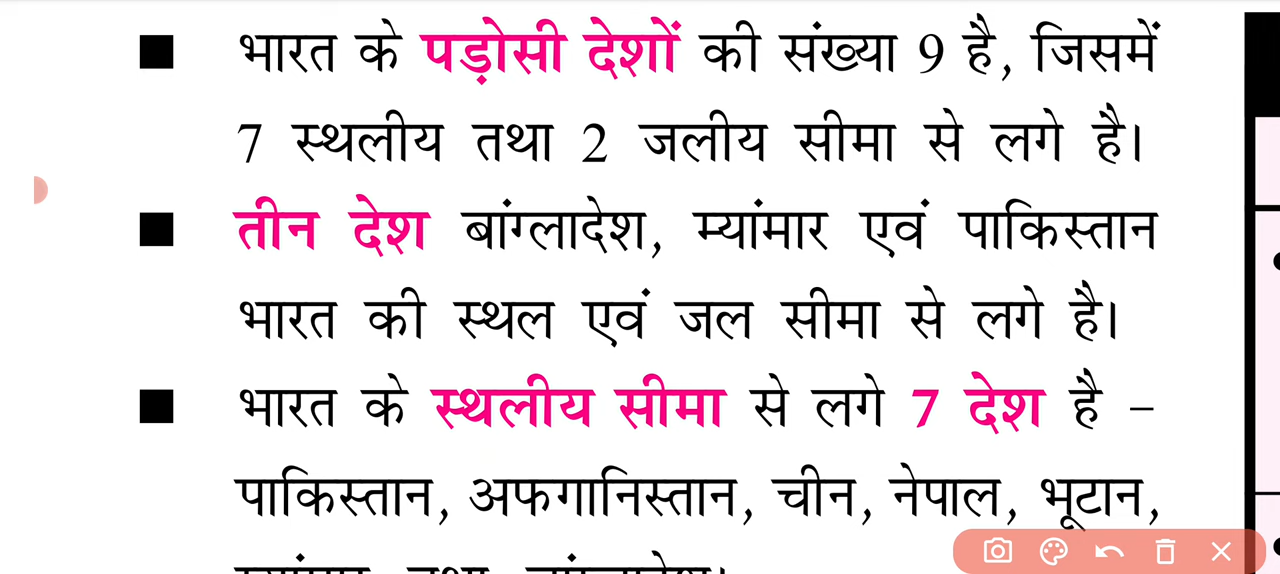 ■ भारत के पड़ोसी देशों की संख्या 9 है, जिसमें
7 स्थलीय तथा 2 जलीय सीमा से लगे है।
■ तीन देश बांग्लादेश, म्यांमार एवं पाकिस्तान
भारत की स्थल एवं जल सीमा से लगे है।
■ भारत के स्थलीय सीमा से लगे 7 देश है –
पाकिस्तान, अफगानिस्तान, चीन, नेपाल, भूटान,